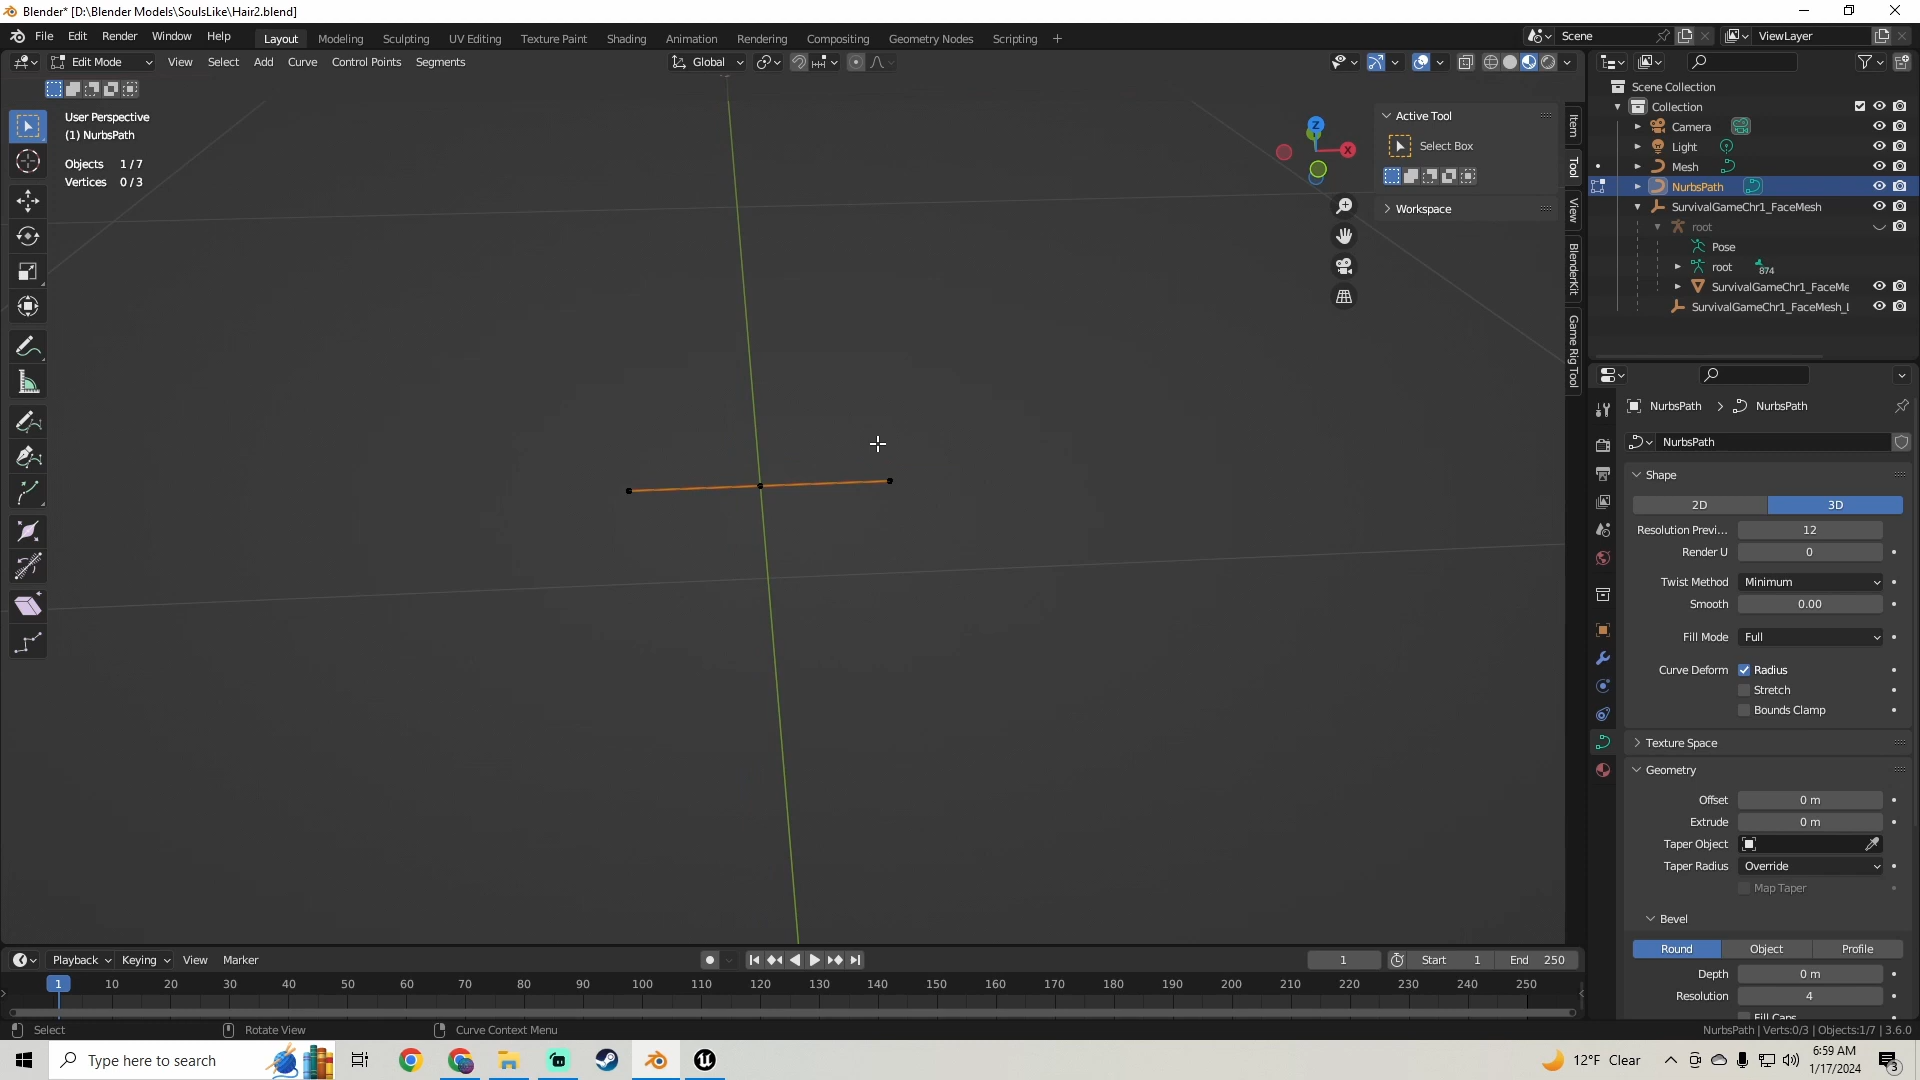 Blender* [D:\Blender Models\SoulsLike\Hair2.blend]
File Edit Render Window Help Layout Modeling Sculpting UV Editing Texture Paint Shading Animation Rendering Compositing Geometry Nodes Scripting + Scene ViewLayer
Edit Mode View Select Add Curve Control Points Segments Global
User Perspective
(1) NurbsPath
Objects 1/7
Vertices 0/3
Z
X
Active Tool
Select Box
Workspace
Item
Tool
View
BlenderKit
Game Rig Tool
Scene Collection
Collection
Camera
Light
Mesh
NurbsPath
SurvivalGameChr1_FaceMesh
root
Pose
root 874
SurvivalGameChr1_FaceMe
SurvivalGameChr1_FaceMesh_L
NurbsPath > NurbsPath
NurbsPath
Shape
2D 3D
Resolution Previ... 12
Render U 0
Twist Method Minimum
Smooth 0.00
Fill Mode Full
Curve Deform Radius
Stretch
Bounds Clamp
Texture Space
Geometry
Offset 0 m
Extrude 0 m
Taper Object
Taper Radius Override
Map Taper
Bevel
Round Object Profile
Depth 0 m
Resolution 4
Fill Caps
Playback Keying View Marker 1 Start 1 End 250
1 10 20 30 40 50 60 70 80 90 100 110 120 130 140 150 160 170 180 190 200 210 220 230 240 250
Select Rotate View Curve Context Menu NurbsPath | Verts:0/3 | Objects:1/7 | 3.6.0
Type here to search 12°F Clear 6:59 AM
1/17/2024 3